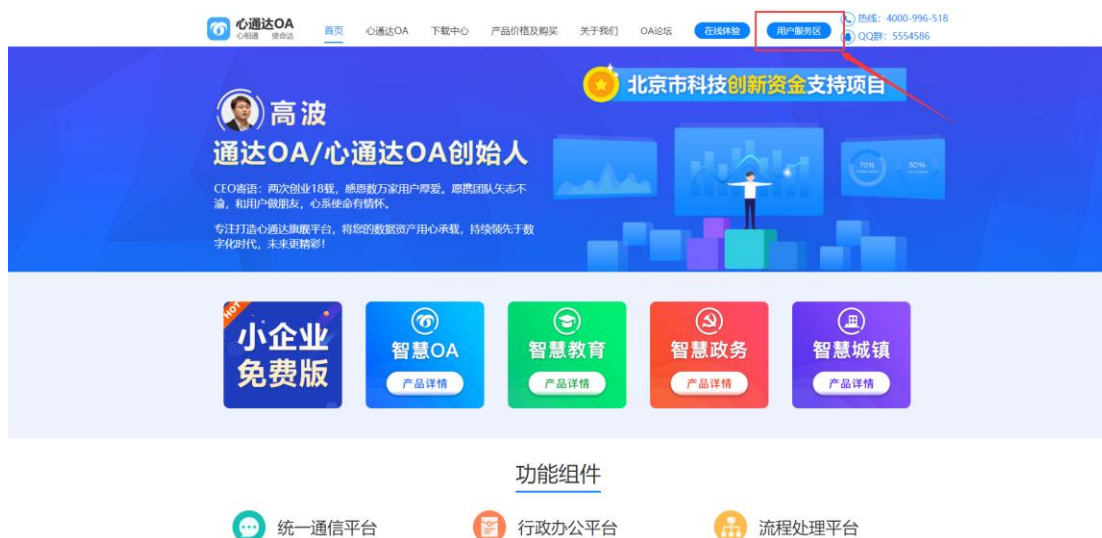 心通达OA
心相通 使命达
首页
心通达OA
下载中心
产品价格及购买
关于我们
OA论坛
在线体验
用户服务区
热线：4000-996-518
QQ群：5554586
北京市科技创新资金支持项目
高波
通达OA/心通达OA创始人
CEO寄语：两次创业18载，感恩数万家用户厚爱。愿携团队矢志不
渝，和用户做朋友，心系使命有情怀。
专注打造心通达旗舰平台，将您的数据资产用心承载，持续领先于数
字化时代，未来更精彩！
70%
60%
HOT
小企业
免费版
智慧OA
产品详情
智慧教育
产品详情
智慧政务
产品详情
智慧城镇
产品详情
功能组件
统一通信平台
行政办公平台
流程处理平台